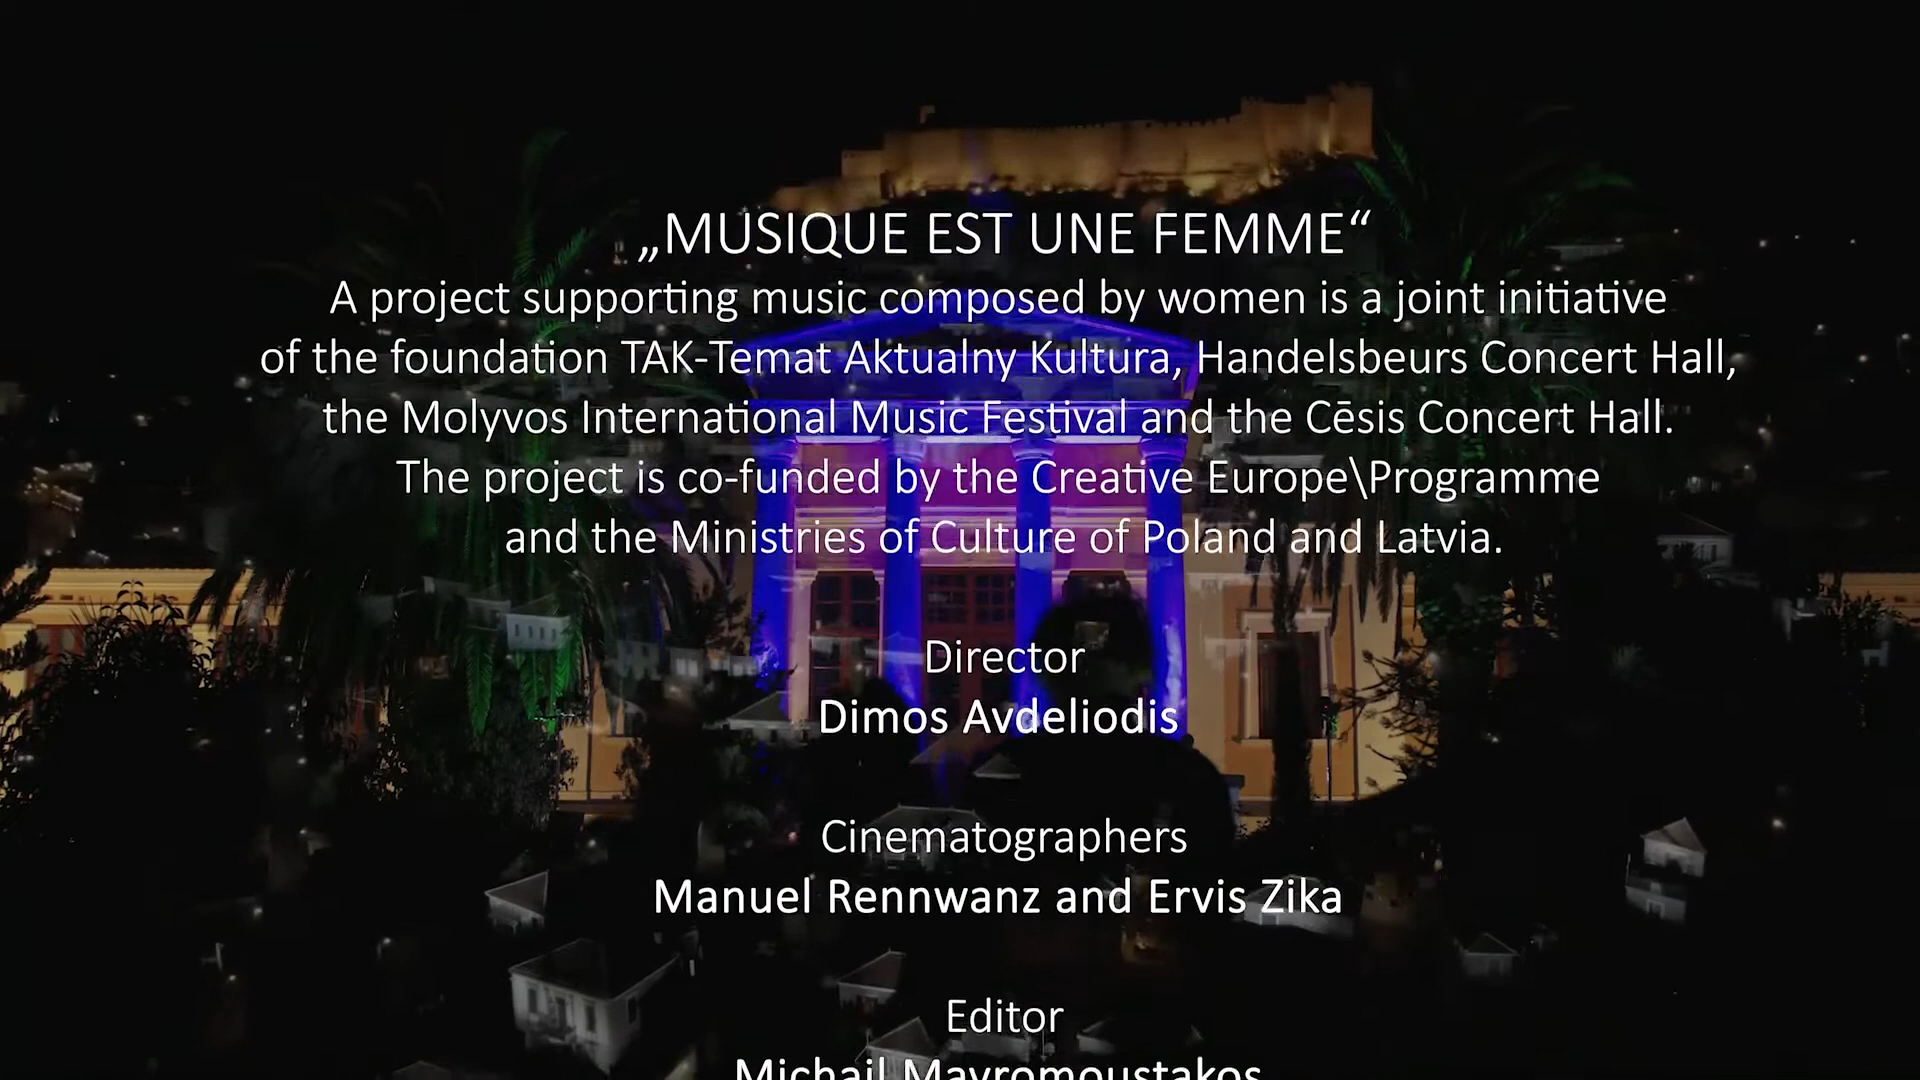 „MUSIQUE EST UNE FEMME“
A project supporting music composed by women is a joint initiative
of the foundation TAK-Temat Aktualny Kultura, Handelsbeurs Concert Hall,
the Molyvos International Music Festival and the Cēsis Concert Hall.
The project is co-funded by the Creative Europe\Programme
and the Ministries of Culture of Poland and Latvia.
Director
Dimos Avdeliodis
Cinematographers
Manuel Rennwanz and Ervis Zika
Editor
Michail Mavromoustakos